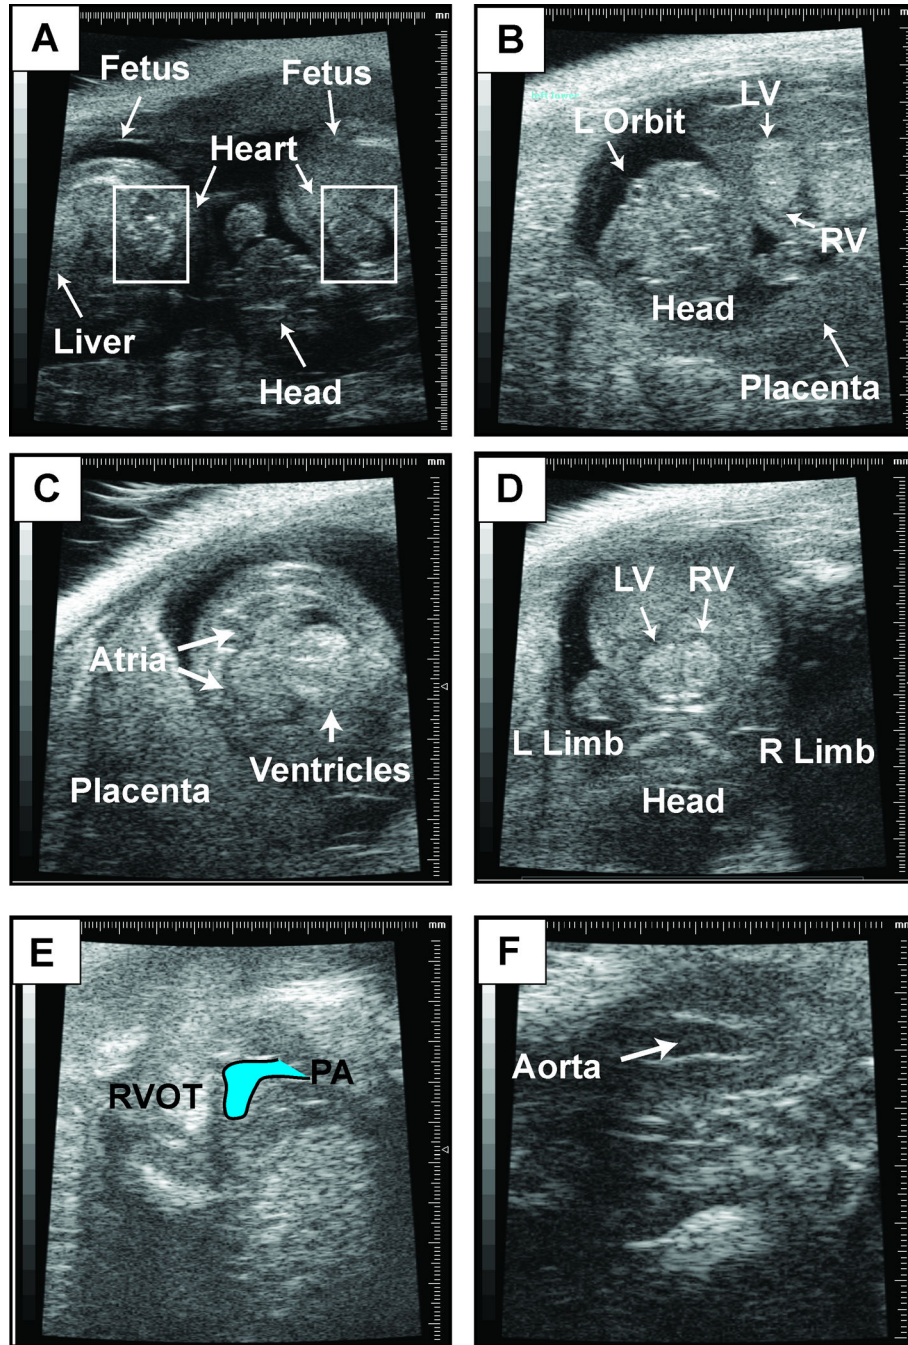 A
mm
Fetus
Fetus
Heart
Liver
Head
B
mm
LV
L Orbit
RV
Head
Placenta
C
mm
Atria
Ventricles
Placenta
D
mm
LV
RV
L Limb
R Limb
Head
E
mm
PA
RVOT
F
mm
Aorta